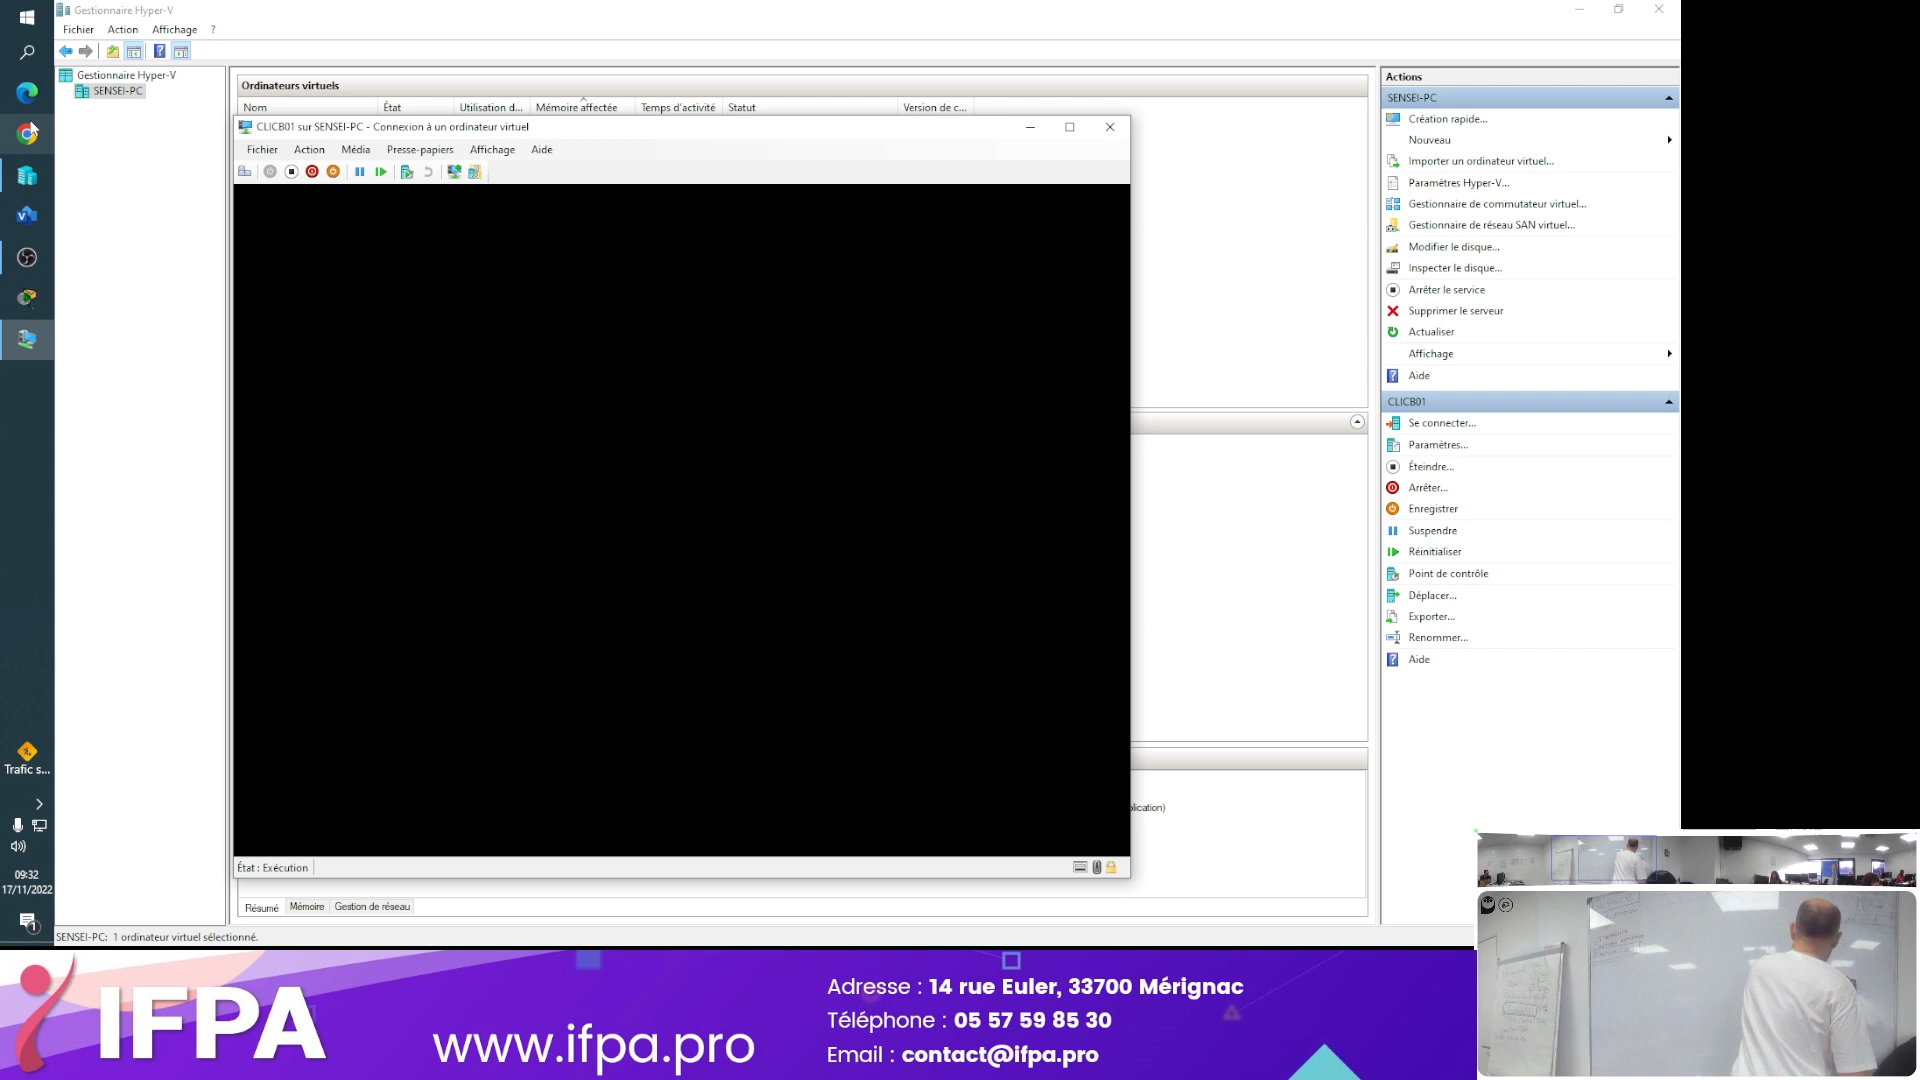 Gestionnaire Hyper-V
Fichier Action Affichage ?
Gestionnaire Hyper-V
SENSEI-PC
Ordinateurs virtuels
Nom État Utilisation d... Mémoire affectée Temps d'activité Statut Version de c...
CLICB01 sur SENSEI-PC - Connexion à un ordinateur virtuel
Fichier Action Média Presse-papiers Affichage Aide
État : Exécution
plication)
Résumé Mémoire Gestion de réseau
SENSEI-PC: 1 ordinateur virtuel sélectionné.
Actions
SENSEI-PC
Création rapide...
Nouveau
Importer un ordinateur virtuel...
Paramètres Hyper-V...
Gestionnaire de commutateur virtuel...
Gestionnaire de réseau SAN virtuel...
Modifier le disque...
Inspecter le disque...
Arrêter le service
Supprimer le serveur
Actualiser
Affichage
Aide
CLICB01
Se connecter...
Paramètres...
Éteindre...
Arrêter...
Enregistrer
Suspendre
Réinitialiser
Point de contrôle
Déplacer...
Exporter...
Renommer...
Aide
Trafic s...
09:32
17/11/2022
1
IFPA
www.ifpa.pro
Adresse : 14 rue Euler, 33700 Mérignac
Téléphone : 05 57 59 85 30
Email : contact@ifpa.pro